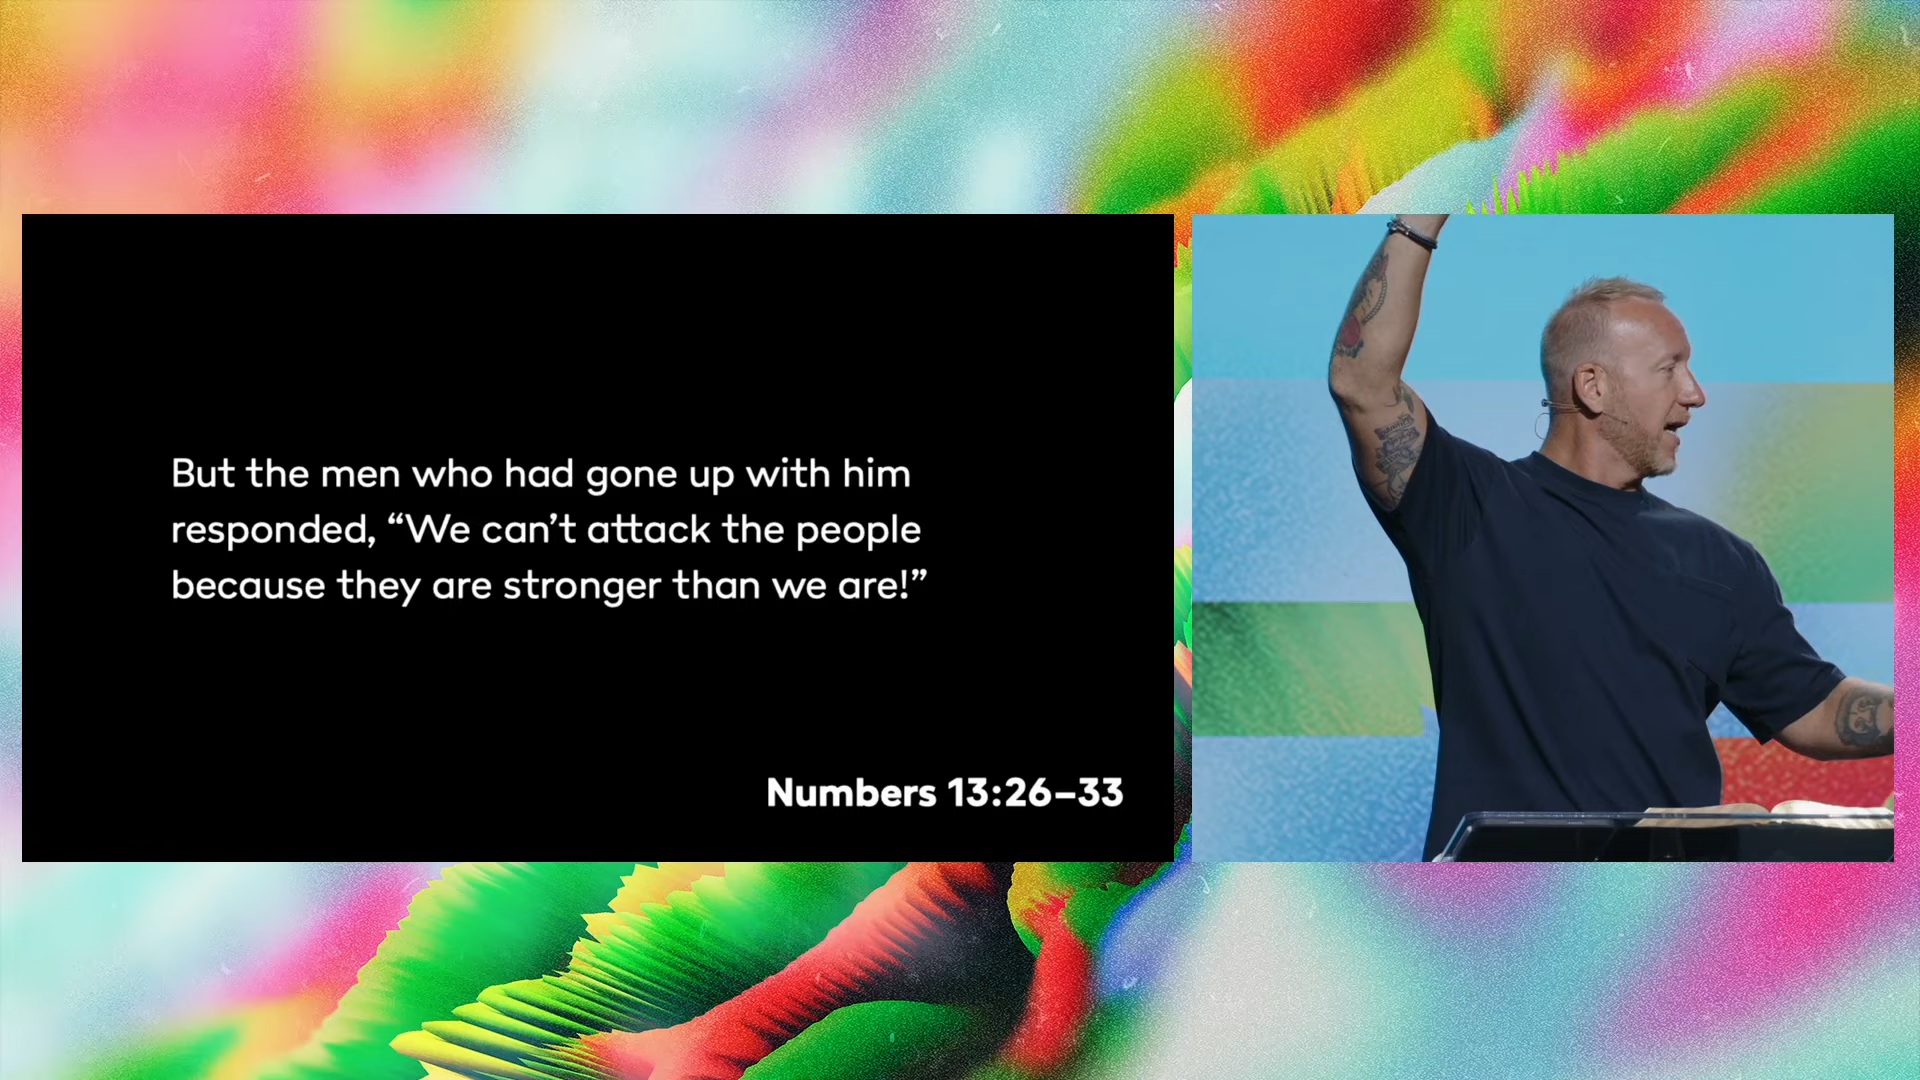 But the men who had gone up with him
responded, “We can’t attack the people
because they are stronger than we are!”
Numbers 13:26–33